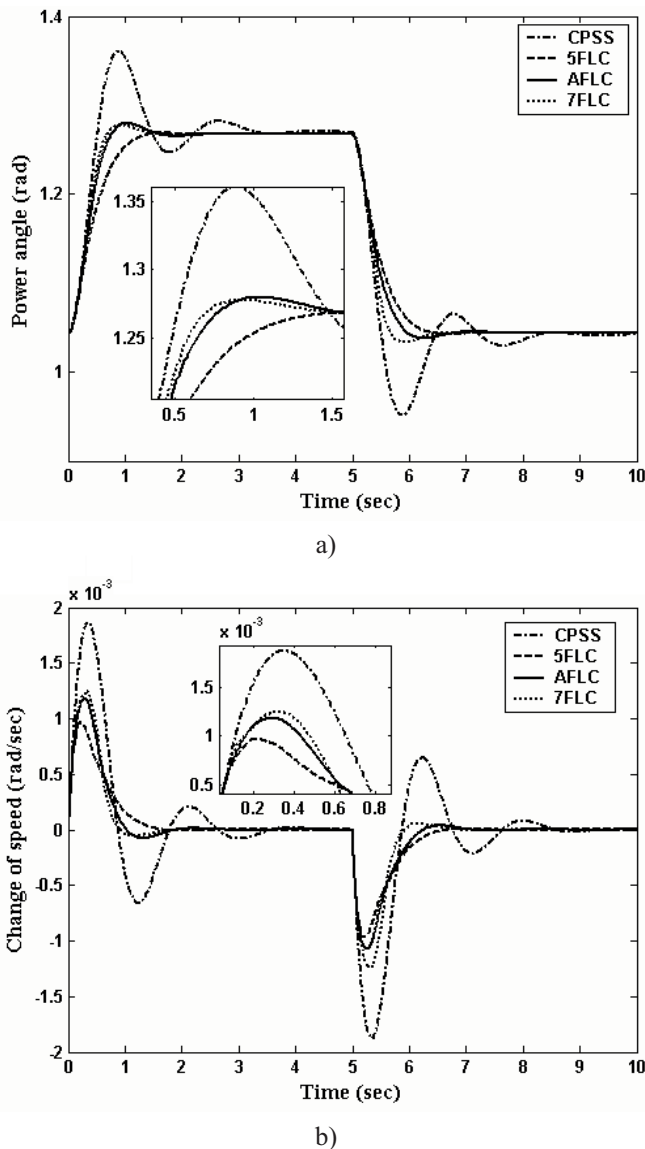 1.4
1.2
1
Power angle (rad)
CPSS
5FLC
AFLC
7FLC
1.35
1.3
1.25
0.5 1 1.5
0 1 2 3 4 5 6 7 8 9 10
Time (sec)
a)
x 10⁻³
2
1.5
1
0.5
0
-0.5
-1
-1.5
-2
Change of speed (rad/sec)
x 10⁻³
1.5
1
0.5
0.2 0.4 0.6 0.8
CPSS
5FLC
AFLC
7FLC
0 1 2 3 4 5 6 7 8 9 10
Time (sec)
b)